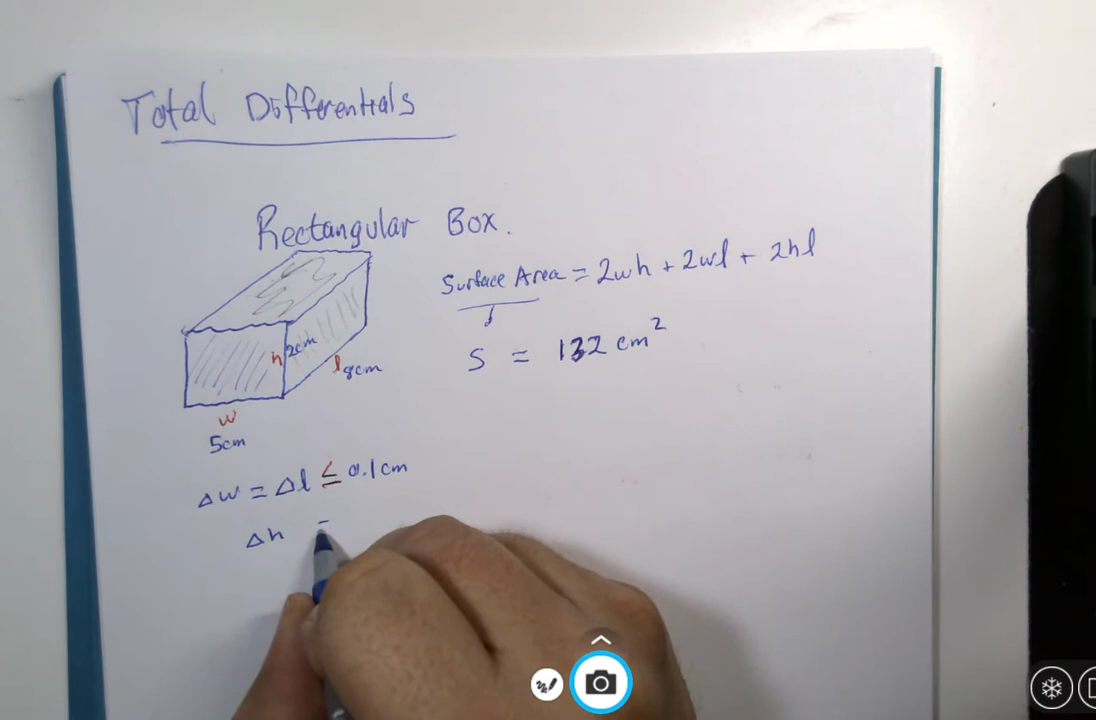 Total Differentials
Rectangular Box.
Surface Area = 2wh + 2wl + 2hl
S = 132 cm²
h 2cm
l 8cm
w
5cm
Δw = Δl ≤ 0.1cm
Δh